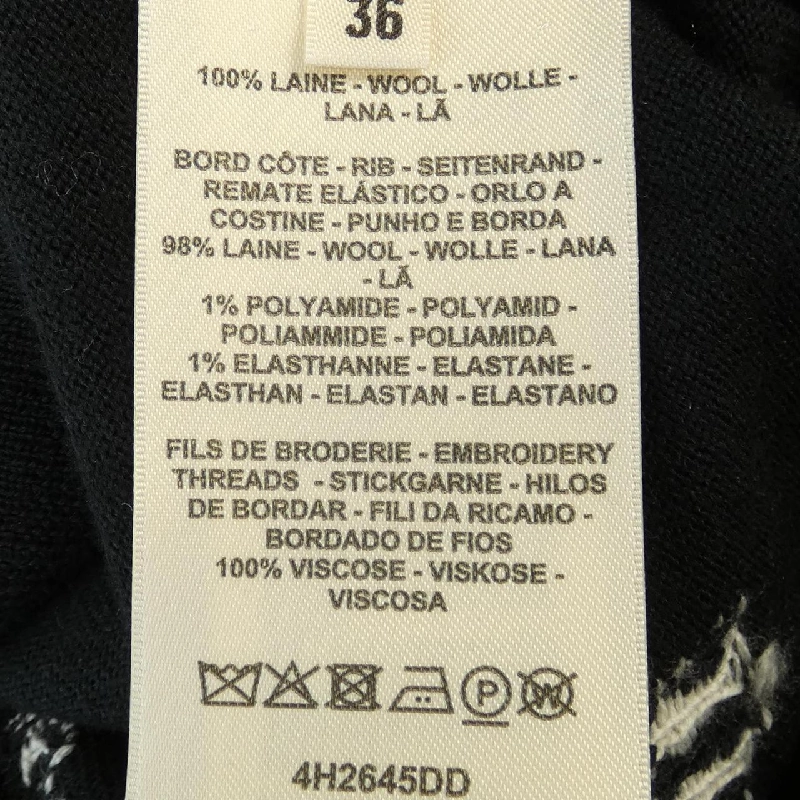 36
100% LAINE - WOOL - WOLLE -
LANA - LÃ
BORD CÔTE - RIB - SEITENRAND -
REMATE ELÁSTICO - ORLO A
COSTINE - PUNHO E BORDA
98% LAINE - WOOL - WOLLE - LANA
- LÃ
1% POLYAMIDE - POLYAMID -
POLIAMMIDE - POLIAMIDA
1% ELASTHANNE - ELASTANE -
ELASTHAN - ELASTAN - ELASTANO
FILS DE BRODERIE - EMBROIDERY
THREADS - STICKGARNE - HILOS
DE BORDAR - FILI DA RICAMO -
BORDADO DE FIOS
100% VISCOSE - VISKOSE -
VISCOSA
P W
4H2645DD